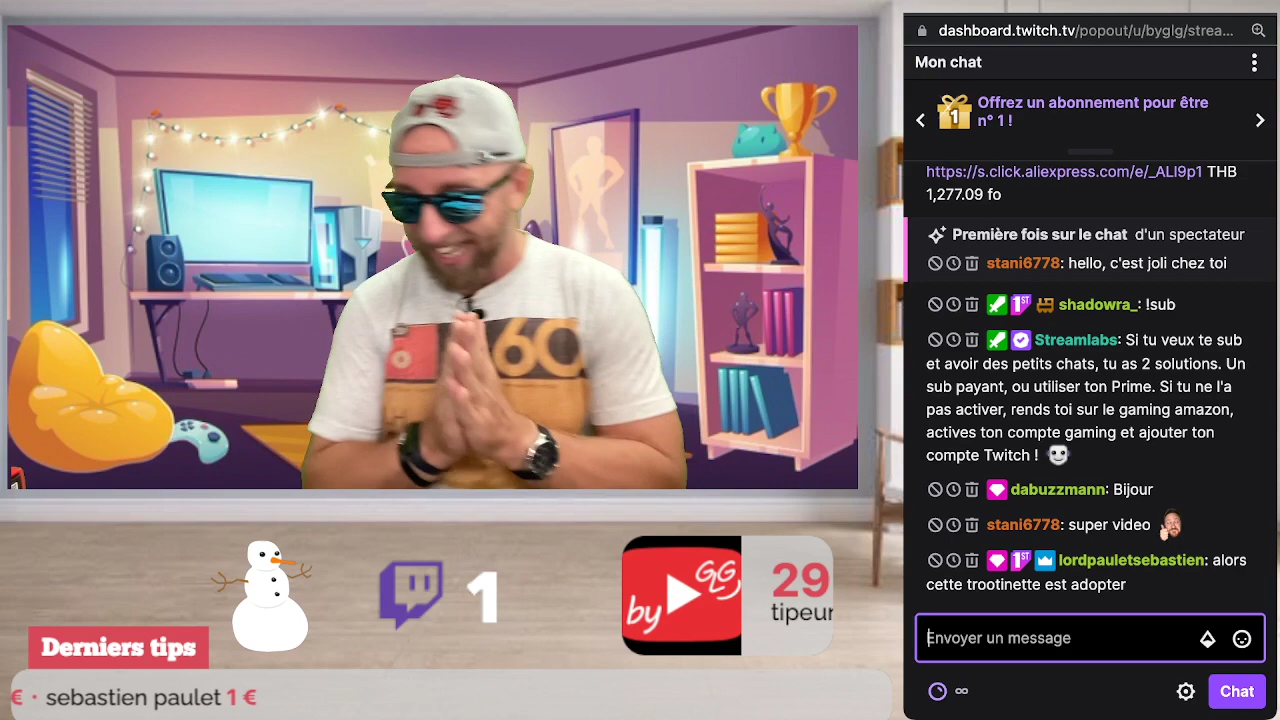 60
by GLG
1
29
tipeur
Derniers tips
€ · sebastien paulet 1 €
dashboard.twitch.tv/popout/u/byglg/strea...
Mon chat
1
Offrez un abonnement pour être
n° 1 !
https://s.click.aliexpress.com/e/_ALI9p1 THB
1,277.09 fo
Première fois sur le chat d'un spectateur
stani6778: hello, c'est joli chez toi
1ST shadowra_: !sub
Streamlabs: Si tu veux te sub
et avoir des petits chats, tu as 2 solutions. Un
sub payant, ou utiliser ton Prime. Si tu ne l'a
pas activer, rends toi sur le gaming amazon,
actives ton compte gaming et ajouter ton
compte Twitch !
dabuzzmann: Bijour
stani6778: super video
1ST lordpauletsebastien: alors
cette trootinette est adopter
Envoyer un message
Chat